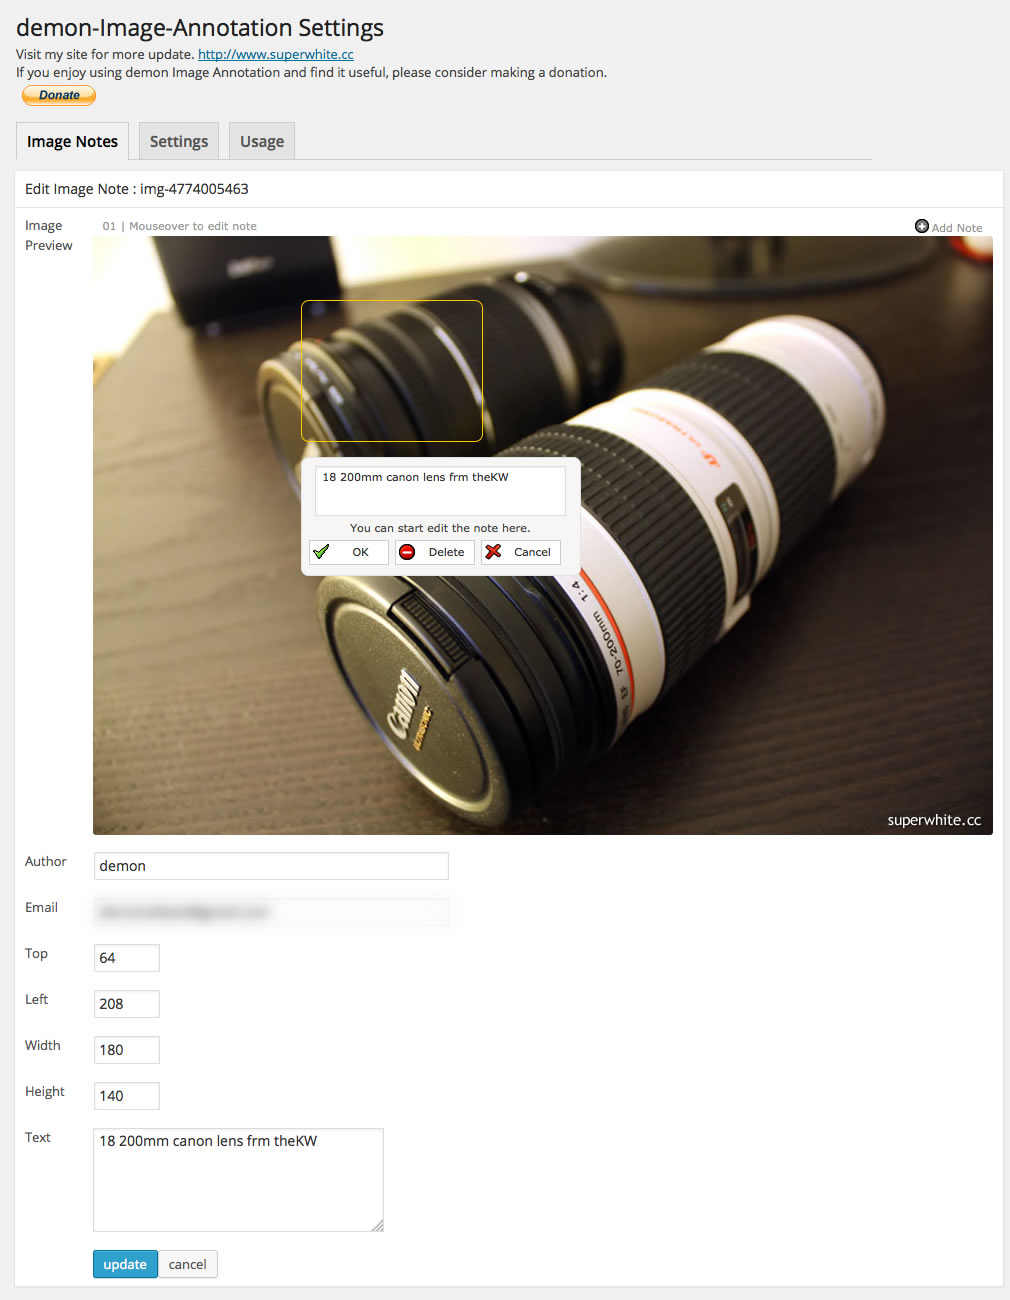 demon-Image-Annotation Settings
Visit my site for more update. http://www.superwhite.cc
If you enjoy using demon Image Annotation and find it useful, please consider making a donation.
Donate
Image Notes
Settings
Usage
Edit Image Note : img-4774005463
Image
Preview
01 | Mouseover to edit note
Add Note
ULTRASONIC
18 200mm canon lens frm theKW
You can start edit the note here.
OK
Delete
Cancel
EF 70-200mm 1:4
Canon
ULTRASONIC
superwhite.cc
Author
demon
Email
Top
64
Left
208
Width
180
Height
140
Text
18 200mm canon lens frm theKW
update
cancel